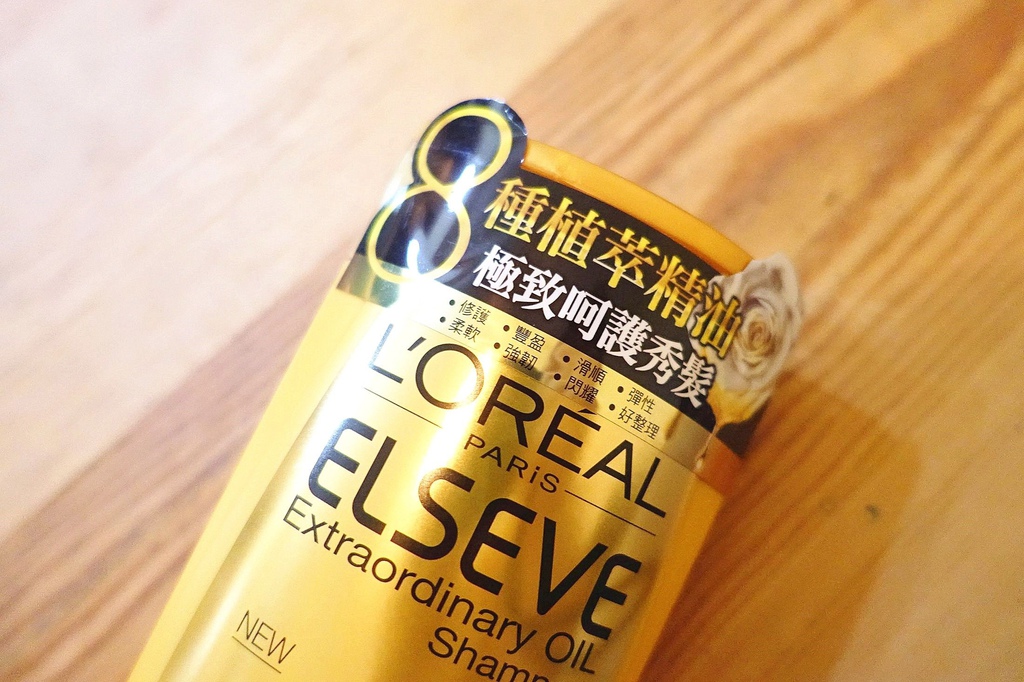 8種植萃精油
極致呵護秀髮
•修護 •豐盈 •滑順 •彈性
•柔軟 •強韌 •閃耀 •好整理
L'ORÉAL
PARiS
ELSEVE
Extraordinary OIL
NEW